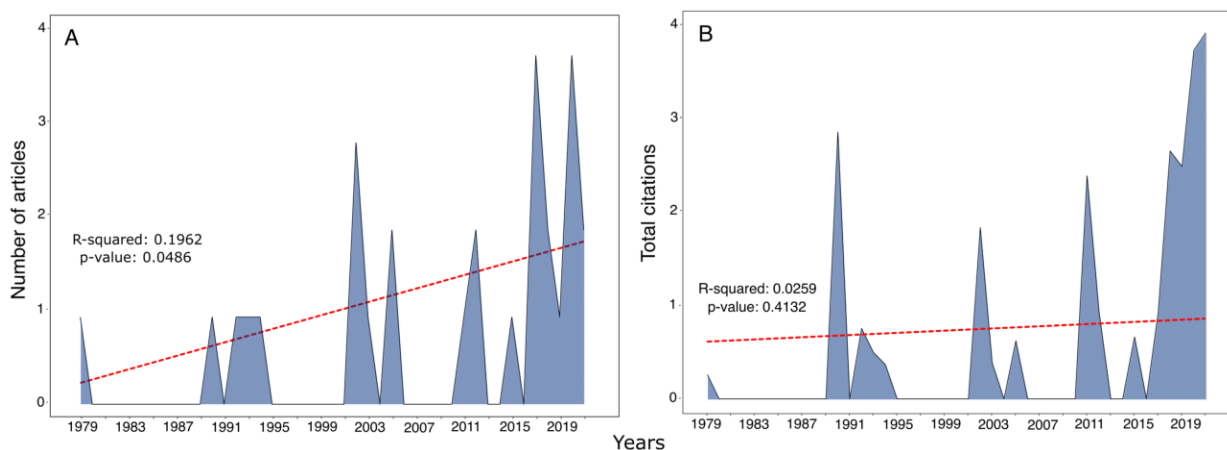 A
Number of articles
4
3
2
1
0
R-squared: 0.1962
p-value: 0.0486
1979 1983 1987 1991 1995 1999 2003 2007 2011 2015 2019
B
Total citations
4
3
2
1
0
R-squared: 0.0259
p-value: 0.4132
1979 1983 1987 1991 1995 1999 2003 2007 2011 2015 2019
Years